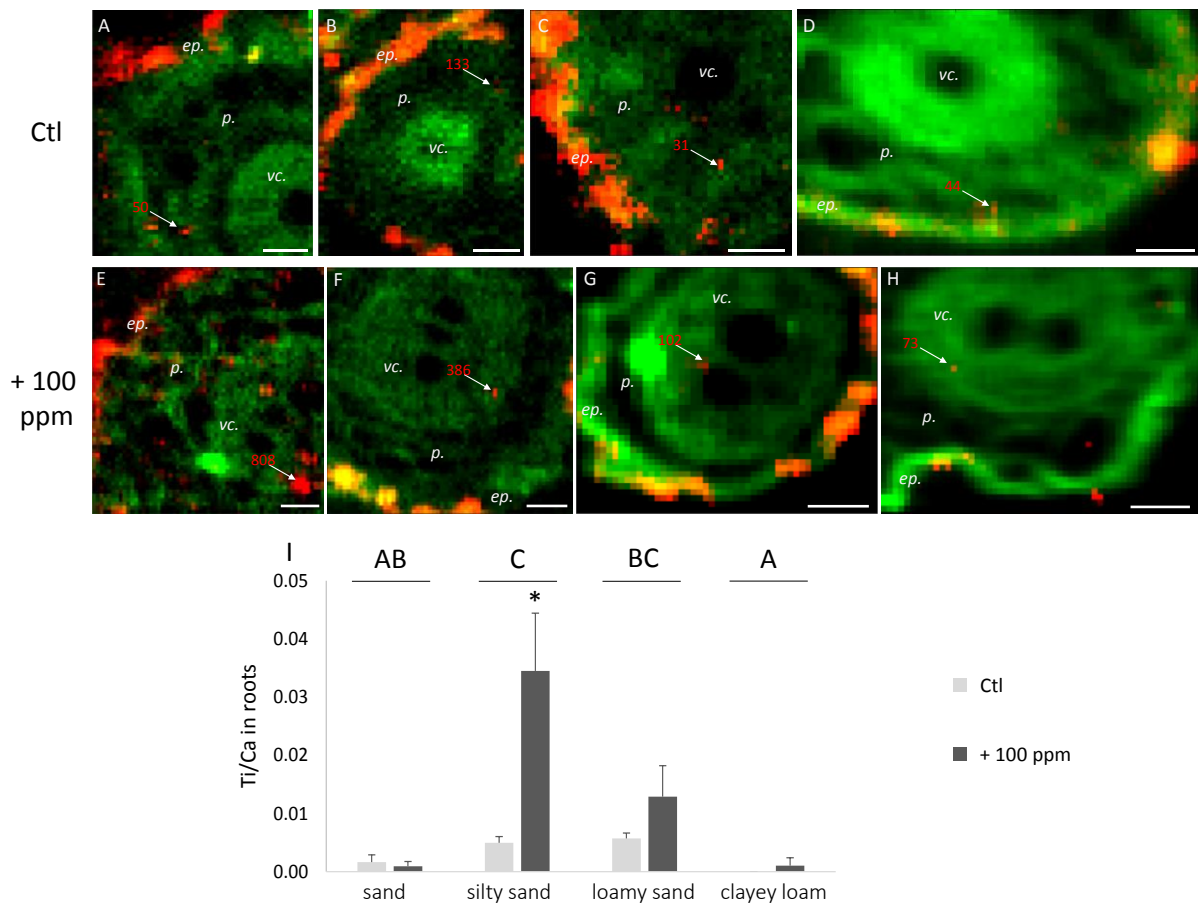 A
B
C
D
ep.
ep.
133
vc.
vc.
Ctl
p.
p.
p.
p.
vc.
31
vc.
ep.
50
44
ep.
E
F
G
H
vc.
vc.
ep.
102
73
p.
+ 100
ppm
vc.
386
p.
p.
vc.
ep.
p.
808
ep.
ep.
I
AB
C
BC
A
0.05
*
0.04
Ti/Ca in roots
0.03
Ctl
0.02
+ 100 ppm
0.01
0.00
sand
silty sand
loamy sand
clayey loam